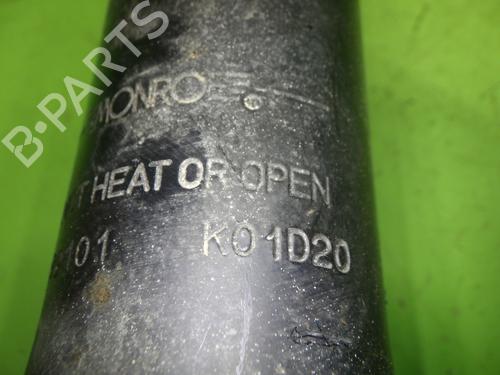 MONRO
HEAT OR OPEN
101 K01D20
B-PARTS